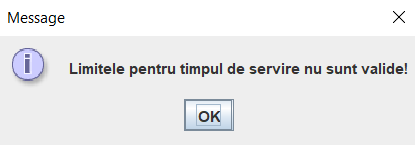 Message
Limitele pentru timpul de servire nu sunt valide!
OK